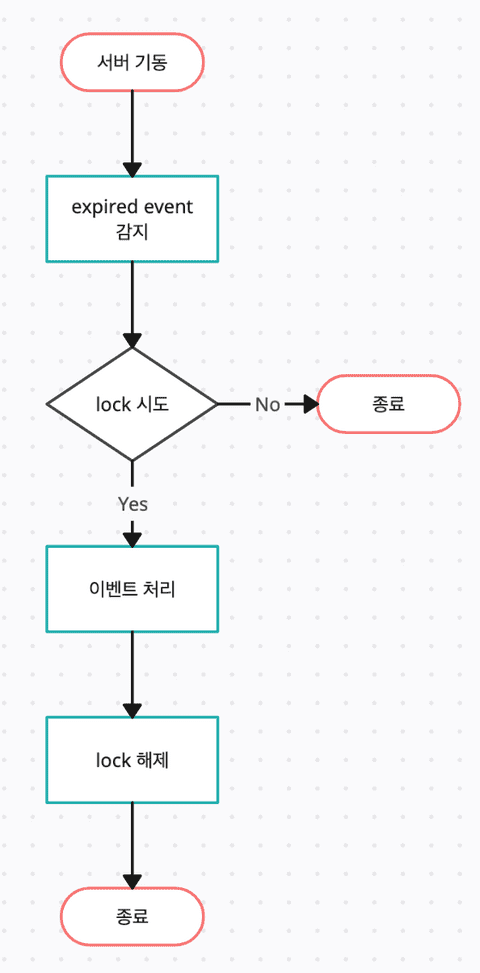 서버 기동
expired event
감지
lock 시도
No
종료
Yes
이벤트 처리
lock 해제
종료